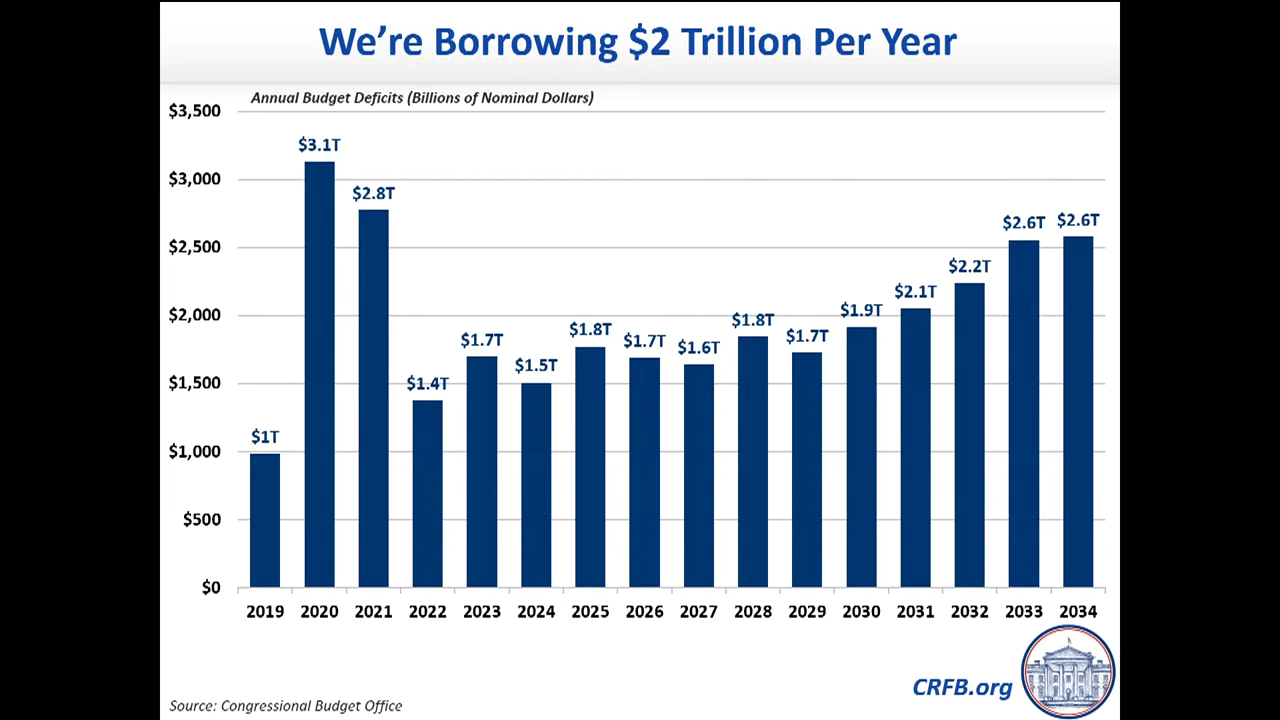 We're Borrowing $2 Trillion Per Year
Annual Budget Deficits (Billions of Nominal Dollars)
$3,500
$3,000
$2,500
$2,000
$1,500
$1,000
$500
$0
$1T
$3.1T
$2.8T
$1.4T
$1.7T
$1.5T
$1.8T
$1.7T
$1.6T
$1.8T
$1.7T
$1.9T
$2.1T
$2.2T
$2.6T
$2.6T
2019 2020 2021 2022 2023 2024 2025 2026 2027 2028 2029 2030 2031 2032 2033 2034
CRFB.org
Source: Congressional Budget Office